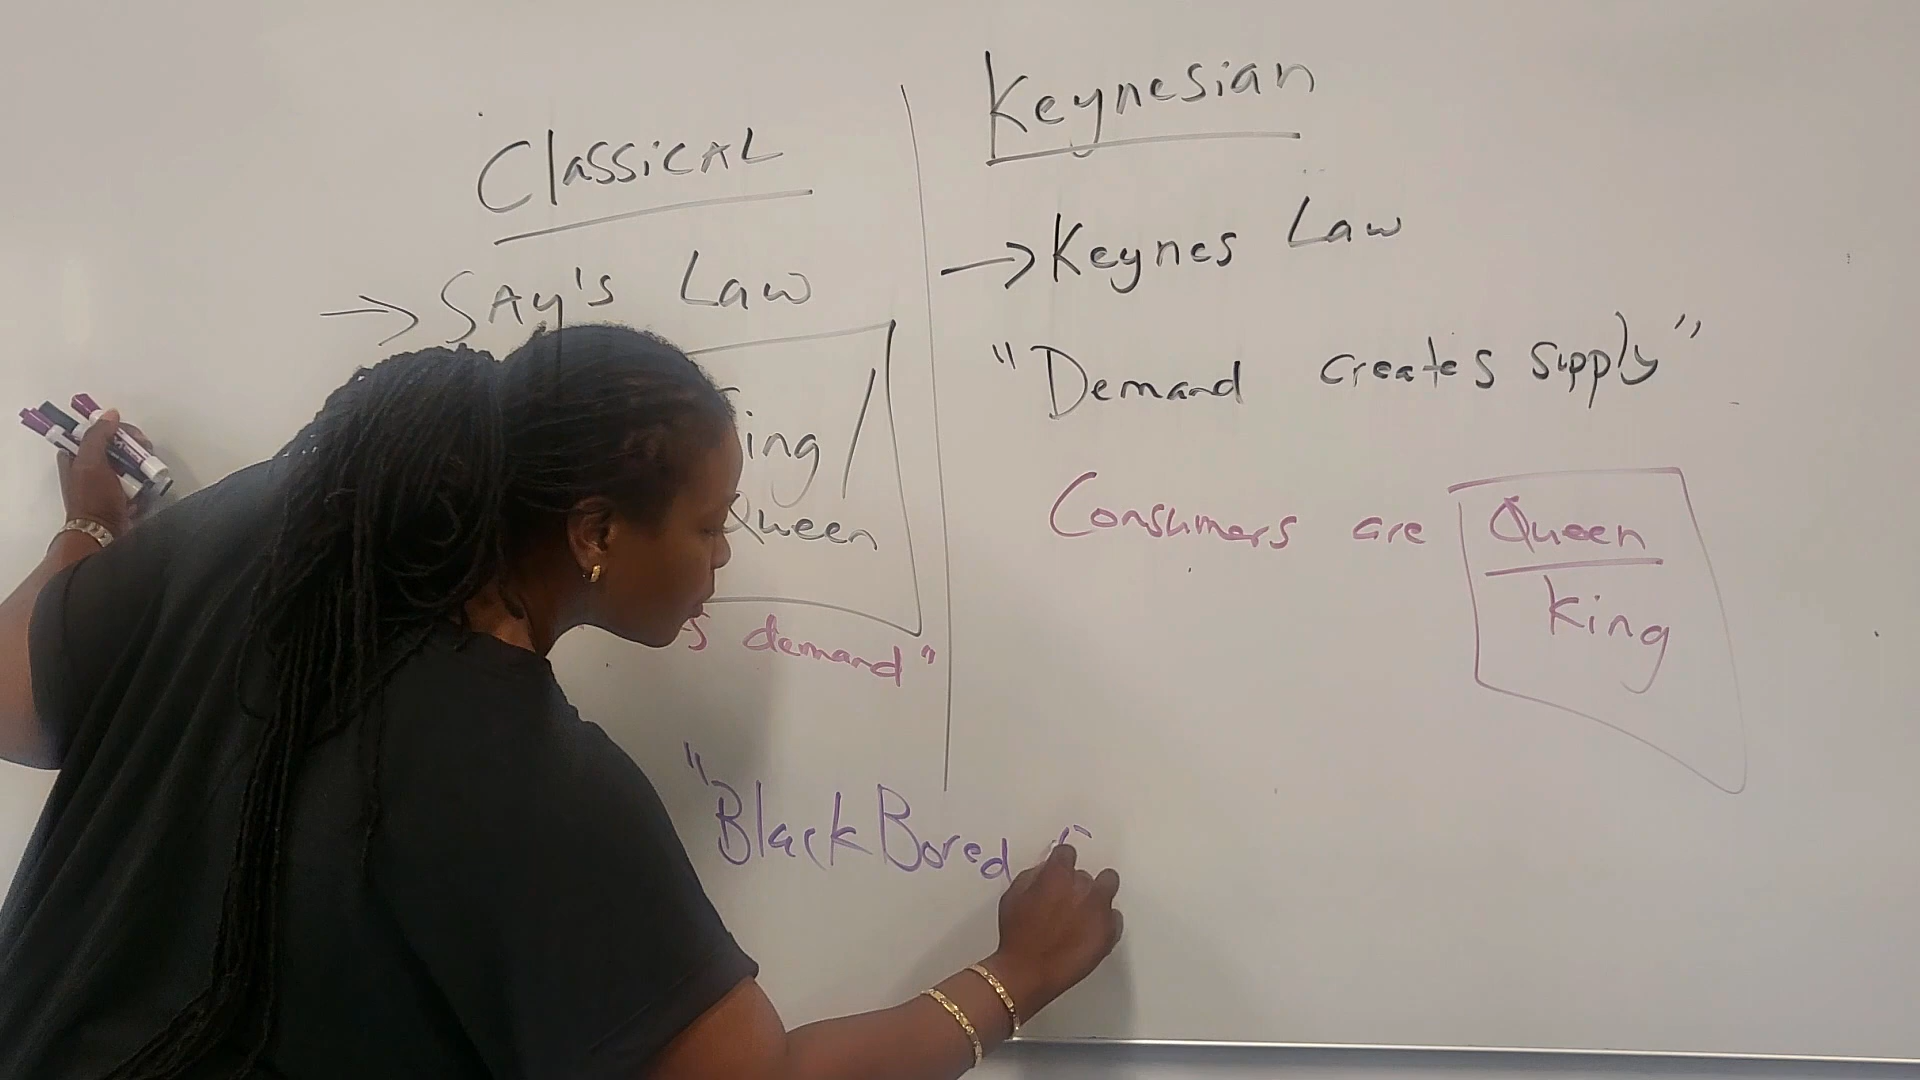 Classical
→ Say's Law
ing /
Queen
s demand"
Keynesian
→ Keynes Law
"Demand creates supply"
Consumers are Queen
King
"BlackBored